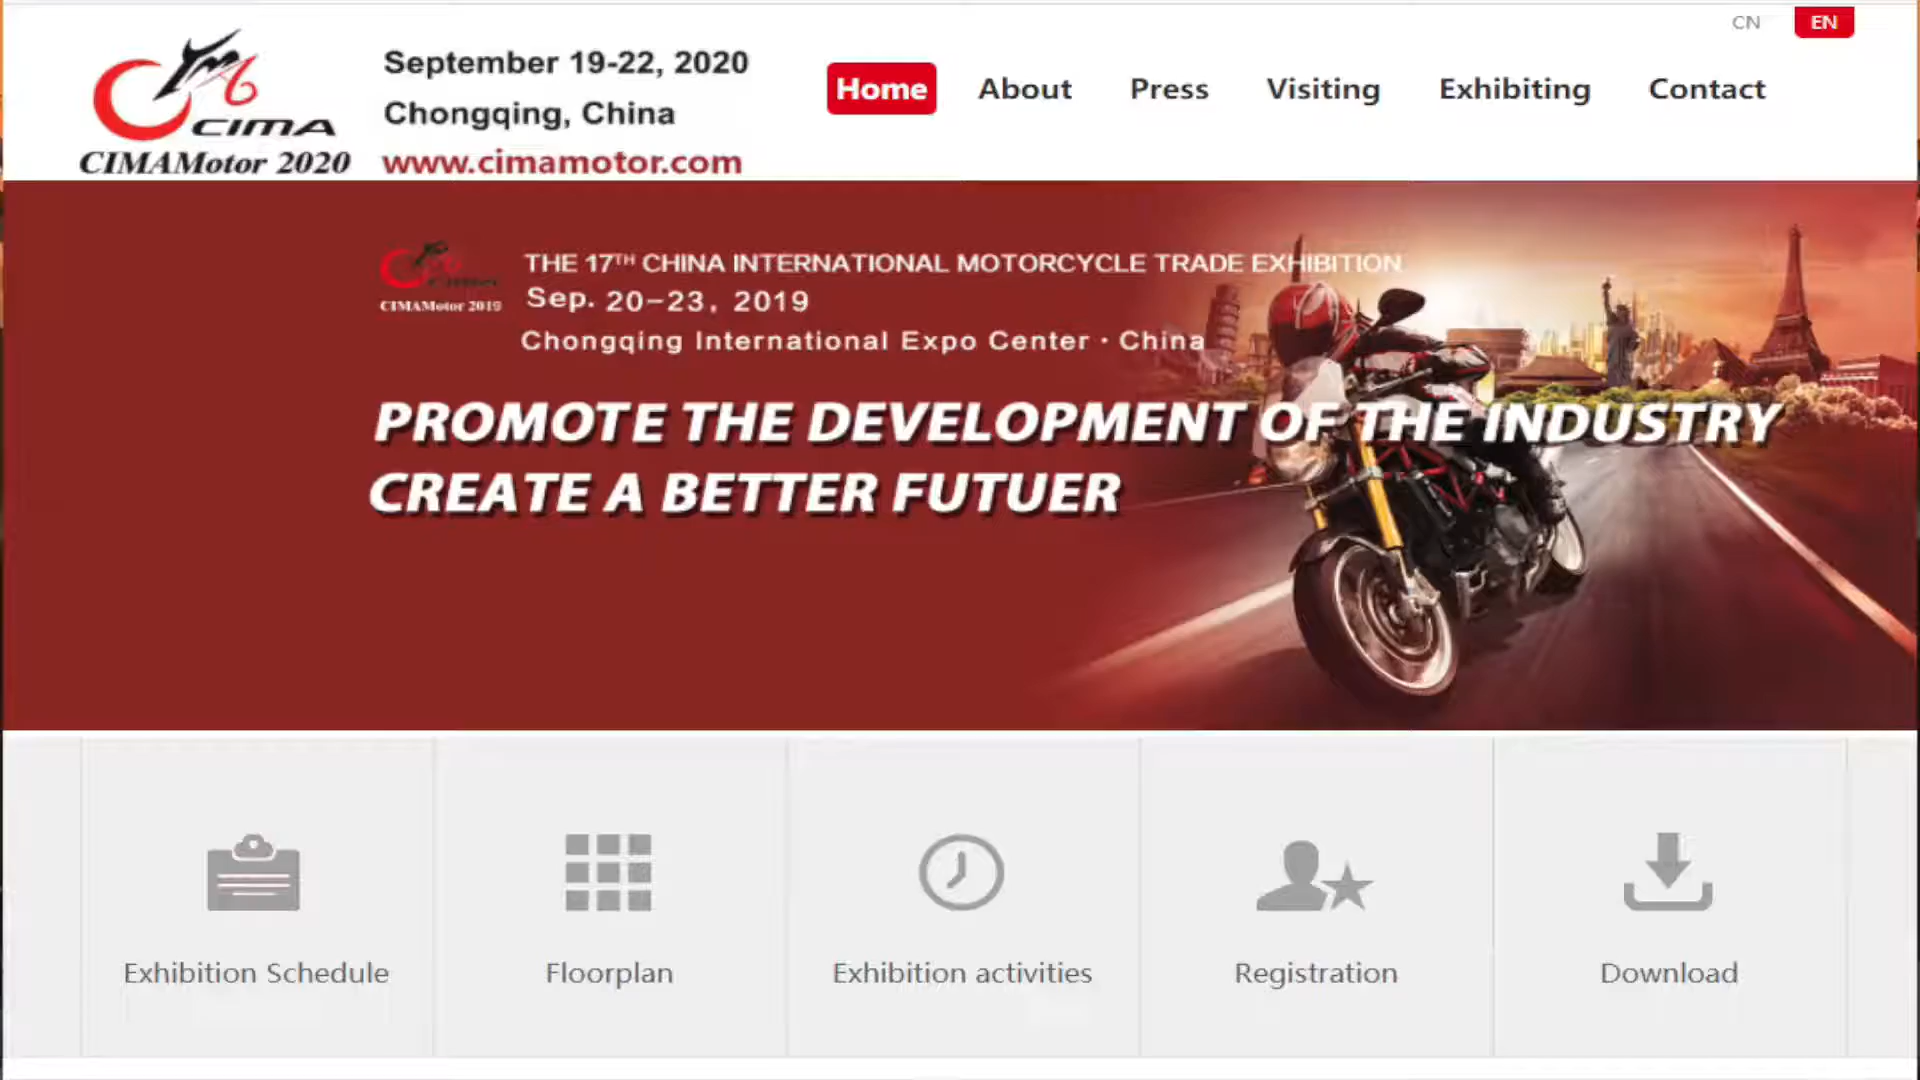 CN
EN
CIMA
CIMAMotor 2020
September 19-22, 2020
Chongqing, China
www.cimamotor.com
Home
About
Press
Visiting
Exhibiting
Contact
CIMAMotor 2019
THE 17TH CHINA INTERNATIONAL MOTORCYCLE TRADE EXHIBITION
Sep. 20-23, 2019
Chongqing International Expo Center · China
PROMOTE THE DEVELOPMENT OF THE INDUSTRY
CREATE A BETTER FUTUER
Exhibition Schedule
Floorplan
Exhibition activities
Registration
Download